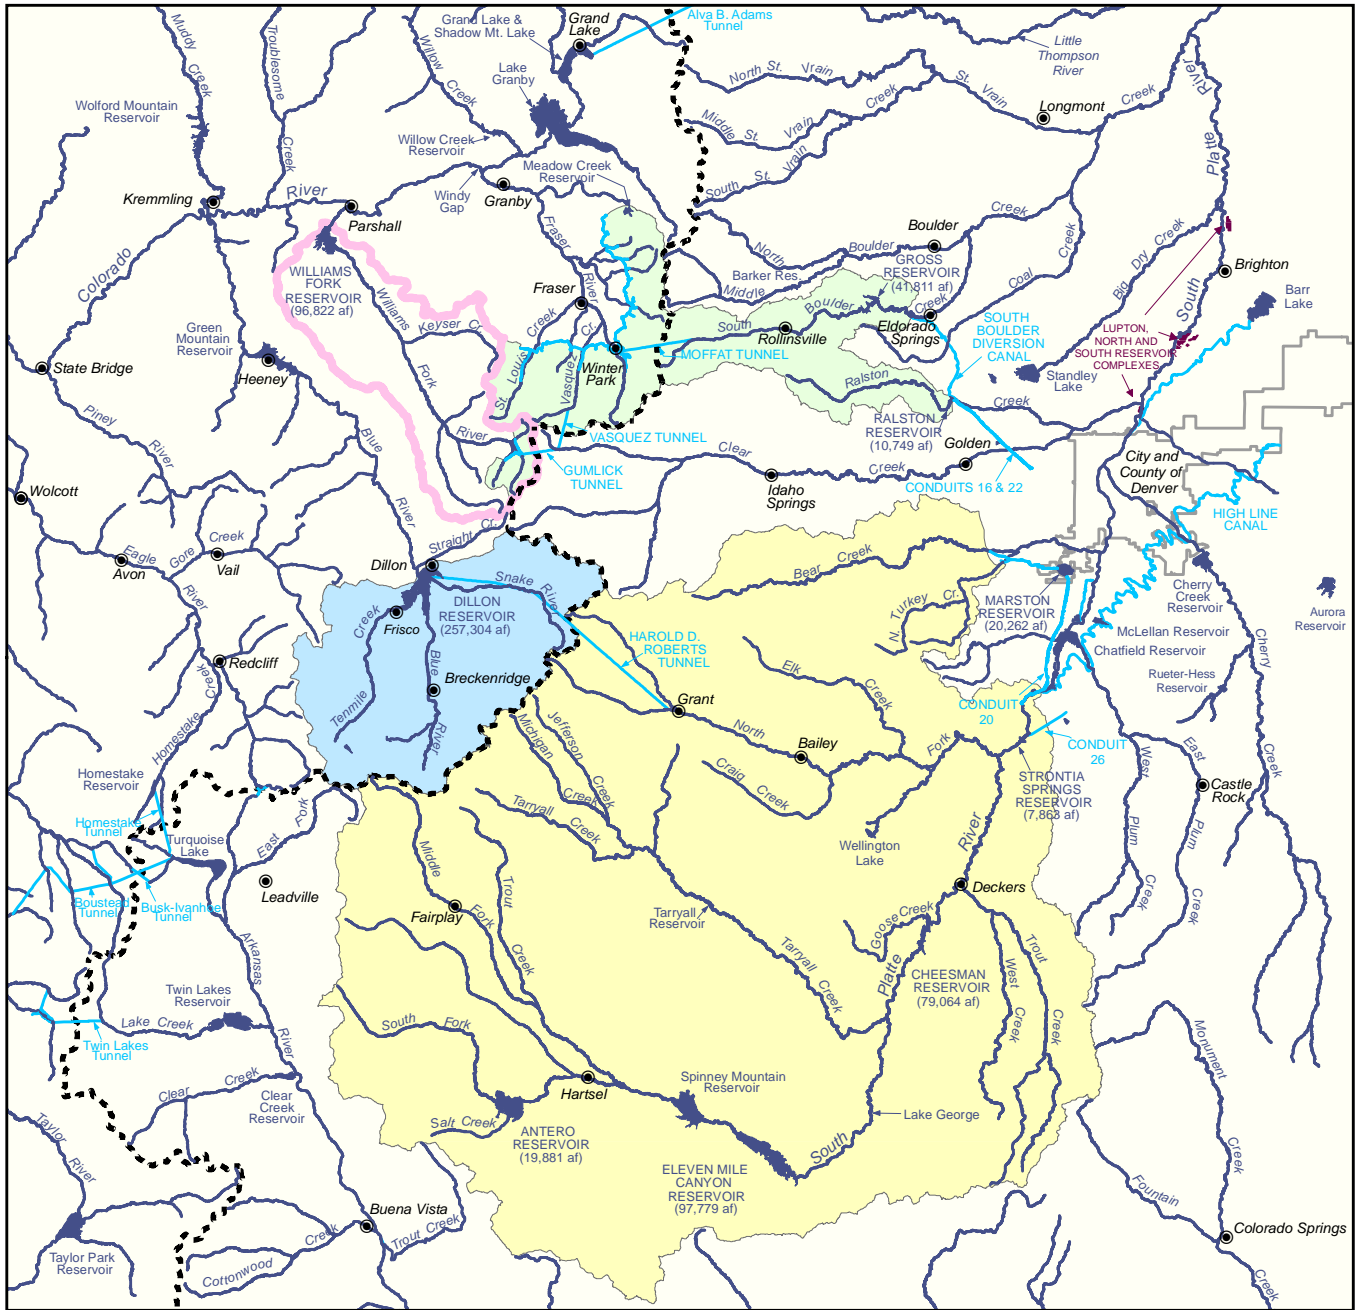 Muddy
Creek
Troublesome
Creek
Willow
Creek
Grand Lake &
Shadow Mt. Lake
Grand
Lake
Alva B. Adams
Tunnel
Little
Thompson
River
River
Platte
South
Wolford Mountain
Reservoir
Lake
Granby
North St. Vrain
St. Vrain Creek
Longmont
Middle St. Vrain Creek
South St. Vrain
Willow Creek
Reservoir
Meadow Creek
Reservoir
Windy
Gap
Granby
Kremmling
River
Parshall
Colorado
Fraser
River
North Boulder Creek
Boulder
Barker Res.
Middle
GROSS
RESERVOIR
(41,811 af)
Coal
Creek
Big Dry Creek
Brighton
Barr
Lake
WILLIAMS
FORK
RESERVOIR
(96,822 af)
Williams
Fork
Keyser Cr.
Fraser
St. Louis Creek
Vasquez Cr.
Winter
Park
MOFFAT TUNNEL
South Boulder Creek
Rollinsville
Eldorado
Springs
SOUTH
BOULDER
DIVERSION
CANAL
LUPTON,
NORTH AND
SOUTH RESERVOIR
COMPLEXES
Standley
Lake
Green
Mountain
Reservoir
Heeney
State Bridge
Piney
River
Blue
River
River
Ralston
Creek
RALSTON
RESERVOIR
(10,749 af)
VASQUEZ TUNNEL
GUMLICK
TUNNEL
Clear
Creek
Golden
Idaho
Springs
CONDUITS 16 & 22
City and
County of
Denver
HIGH LINE
CANAL
Wolcott
Eagle
River
Avon
Gore Creek
Vail
Straight Cr.
Dillon
Snake River
DILLON
RESERVOIR
(257,304 af)
Frisco
Tenmile
Creek
Blue
River
Breckenridge
HAROLD D.
ROBERTS
TUNNEL
Bear Creek
N. Turkey Cr.
MARSTON
RESERVOIR
(20,262 af)
Cherry
Creek
Reservoir
Aurora
Reservoir
McLellan Reservoir
Chatfield Reservoir
Rueter-Hess
Reservoir
Cherry
Creek
Redcliff
Homestake
Creek
Grant
Elk
Creek
North
Fork
Bailey
CONDUIT
20
CONDUIT
26
STRONTIA
SPRINGS
RESERVOIR
(7,863 af)
Jefferson
Creek
Michigan
Creek
Craig
Creek
Tarryall
Creek
Homestake
Reservoir
Homestake
Tunnel
Turquoise
Lake
East Fork
Leadville
Boustead
Tunnel
Busk-Ivanhoe
Tunnel
Middle
Fork
Fairplay
Trout
Creek
Wellington
Lake
River
Deckers
West
Plum
Creek
East
Plum
Creek
Castle
Rock
Tarryall
Reservoir
Tarryall
Creek
Goose Creek
Platte
CHEESMAN
RESERVOIR
(79,064 af)
West
Creek
Trout
Creek
Arkansas
River
Twin Lakes
Reservoir
Lake Creek
Twin Lakes
Tunnel
Clear Creek
Clear
Creek
Reservoir
South Fork
Hartsel
Salt Creek
ANTERO
RESERVOIR
(19,881 af)
Spinney Mountain
Reservoir
Lake George
South
ELEVEN MILE
CANYON
RESERVOIR
(97,779 af)
Monument
Creek
Fountain
Creek
Colorado Springs
Taylor
River
Taylor Park
Reservoir
Cottonwood
Creek
Buena Vista
Trout Creek